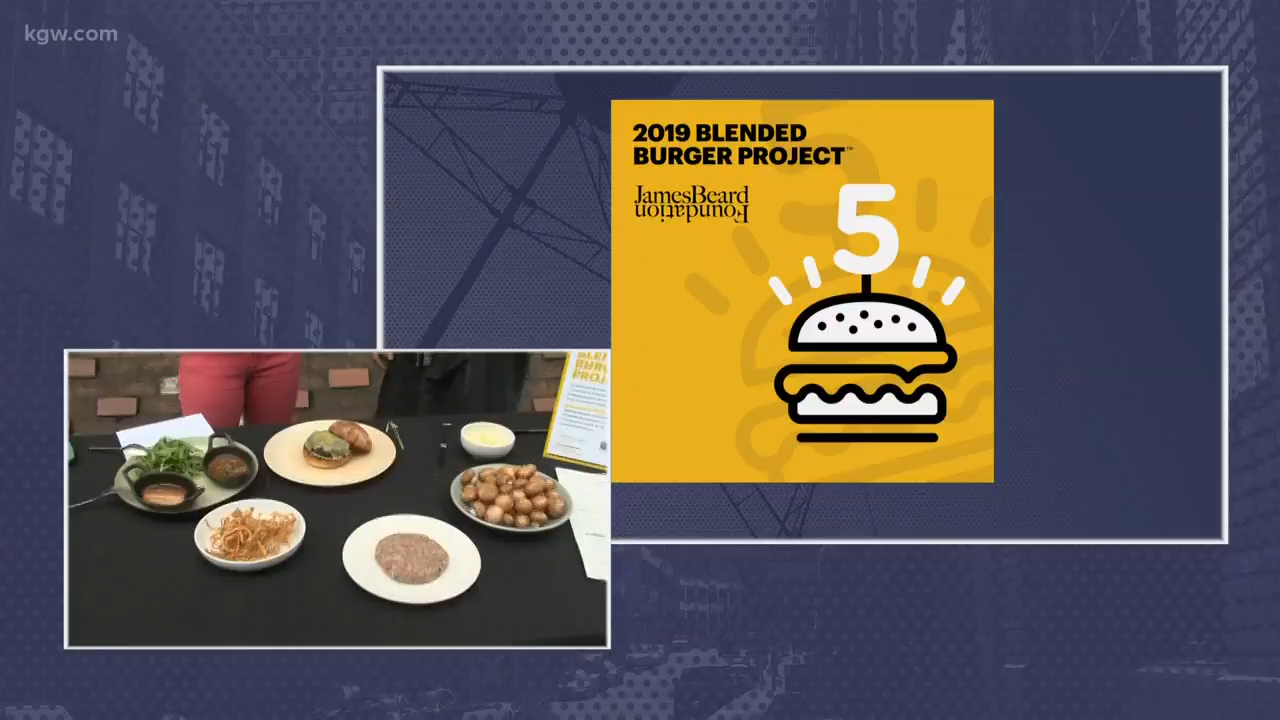 kgw.com
2019 BLENDED
BURGER PROJECT™
JamesBeard
Foundation
5